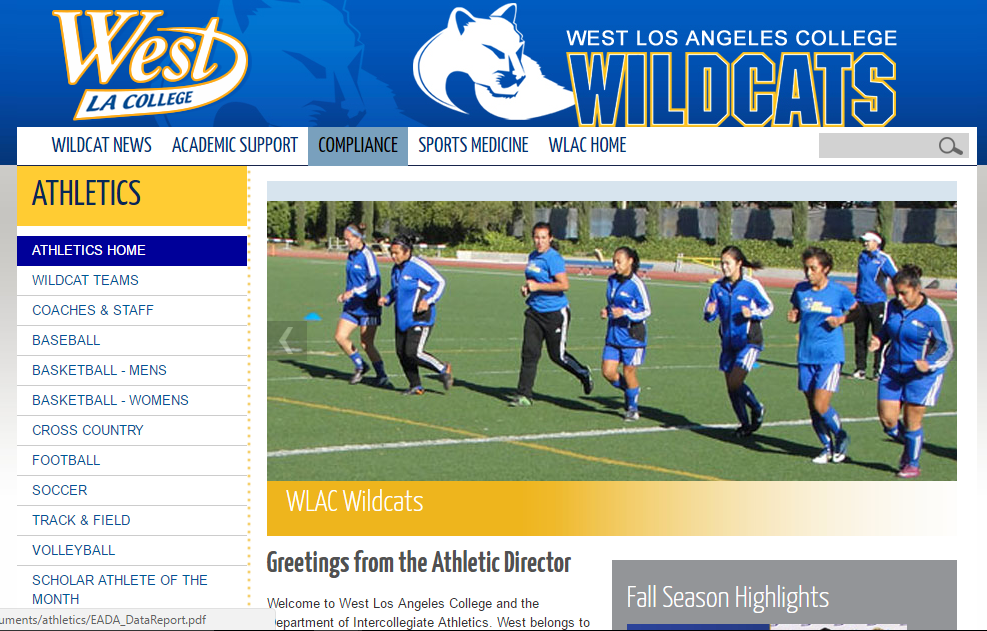 West
LA COLLEGE
WEST LOS ANGELES COLLEGE
WILDCATS
WILDCAT NEWS ACADEMIC SUPPORT COMPLIANCE SPORTS MEDICINE WLAC HOME
ATHLETICS
ATHLETICS HOME
WILDCAT TEAMS
COACHES & STAFF
BASEBALL
BASKETBALL - MENS
BASKETBALL - WOMENS
CROSS COUNTRY
FOOTBALL
SOCCER
TRACK & FIELD
VOLLEYBALL
SCHOLAR ATHLETE OF THE
MONTH
WLAC Wildcats
Greetings from the Athletic Director
Welcome to West Los Angeles College and the
Department of Intercollegiate Athletics. West belongs to
Fall Season Highlights
uments/athletics/EADA_DataReport.pdf